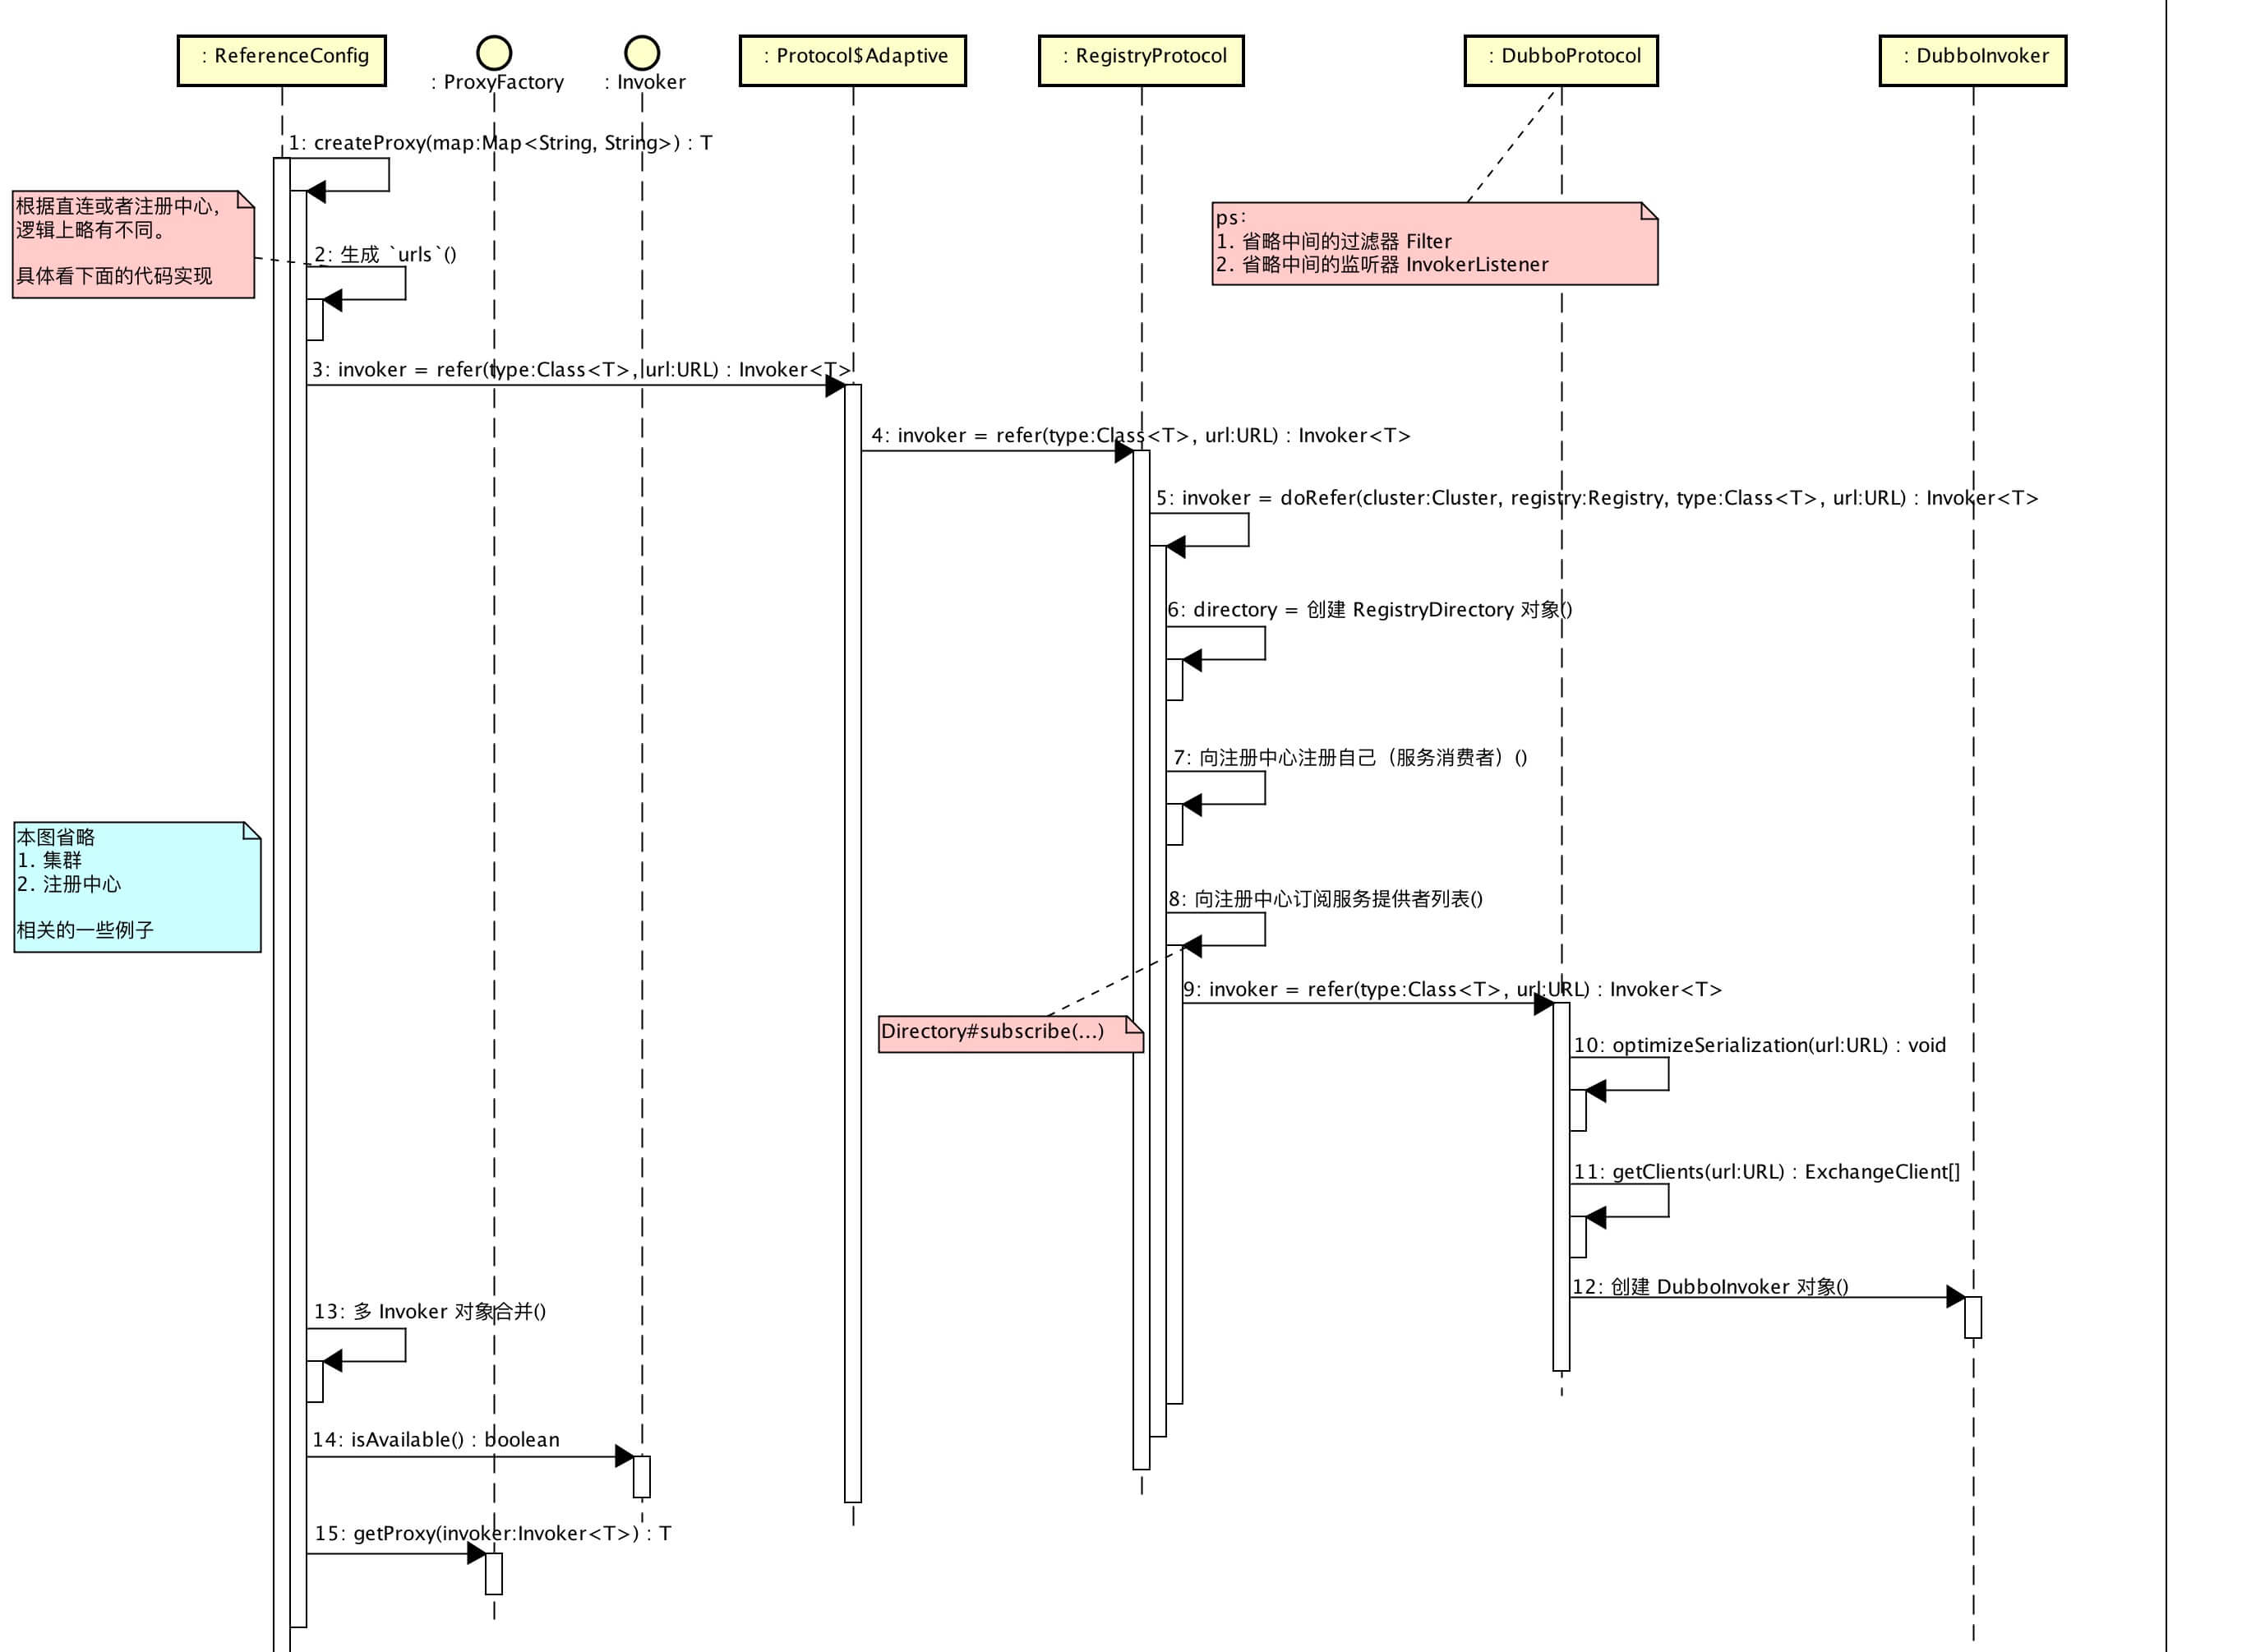 : ReferenceConfig
: ProxyFactory
: Invoker
: Protocol$Adaptive
: RegistryProtocol
: DubboProtocol
: DubboInvoker
1: createProxy(map:Map<String, String>) : T
根据直连或者注册中心，
逻辑上略有不同。
具体看下面的代码实现
ps：
1. 省略中间的过滤器 Filter
2. 省略中间的监听器 InvokerListener
2: 生成 `urls`()
3: invoker = refer(type:Class<T>, url:URL) : Invoker<T>
4: invoker = refer(type:Class<T>, url:URL) : Invoker<T>
5: invoker = doRefer(cluster:Cluster, registry:Registry, type:Class<T>, url:URL) : Invoker<T>
6: directory = 创建 RegistryDirectory 对象()
7: 向注册中心注册自己（服务消费者）()
本图省略
1. 集群
2. 注册中心
相关的一些例子
8: 向注册中心订阅服务提供者列表()
9: invoker = refer(type:Class<T>, url:URL) : Invoker<T>
Directory#subscribe(...)
10: optimizeSerialization(url:URL) : void
11: getClients(url:URL) : ExchangeClient[]
12: 创建 DubboInvoker 对象()
13: 多 Invoker 对象合并()
14: isAvailable() : boolean
15: getProxy(invoker:Invoker<T>) : T